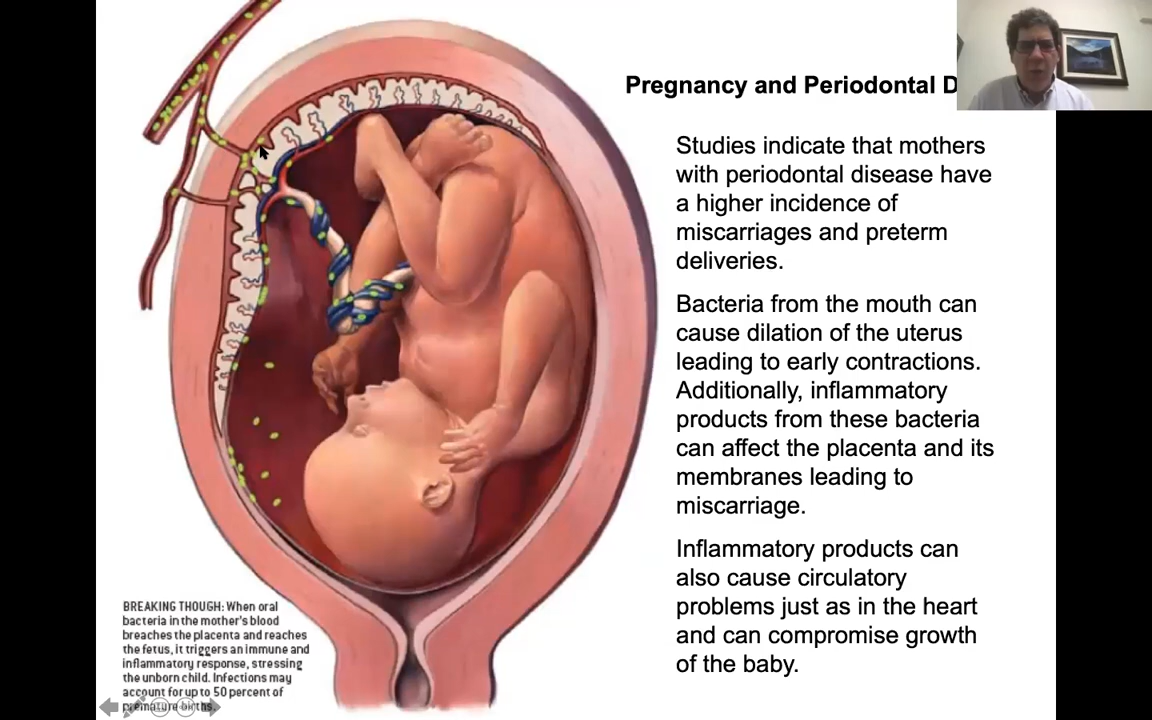 Pregnancy and Periodontal D
Studies indicate that mothers
with periodontal disease have
a higher incidence of
miscarriages and preterm
deliveries.
Bacteria from the mouth can
cause dilation of the uterus
leading to early contractions.
Additionally, inflammatory
products from these bacteria
can affect the placenta and its
membranes leading to
miscarriage.
Inflammatory products can
also cause circulatory
problems just as in the heart
and can compromise growth
of the baby.
BREAKING THOUGH: When oral
bacteria in the mother's blood
breaches the placenta and reaches
the fetus, it triggers an immune and
inflammatory response, stressing
the unborn child. Infections may
account for up to 50 percent of
premature births.